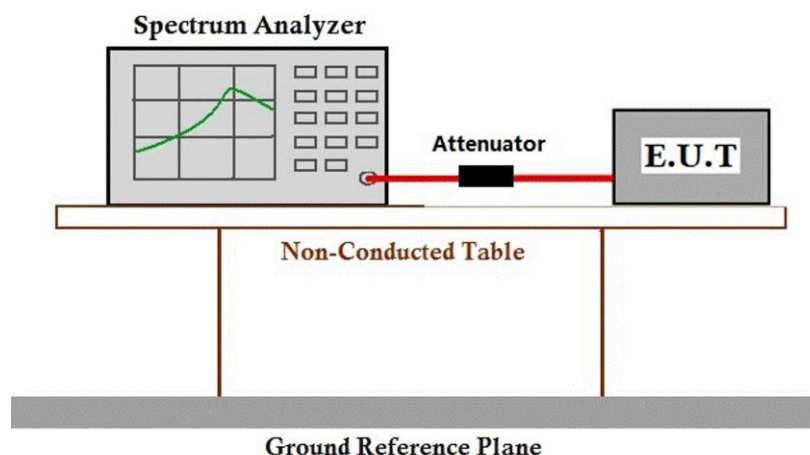 Spectrum Analyzer
Attenuator
E.U.T
Non-Conducted Table
Ground Reference Plane